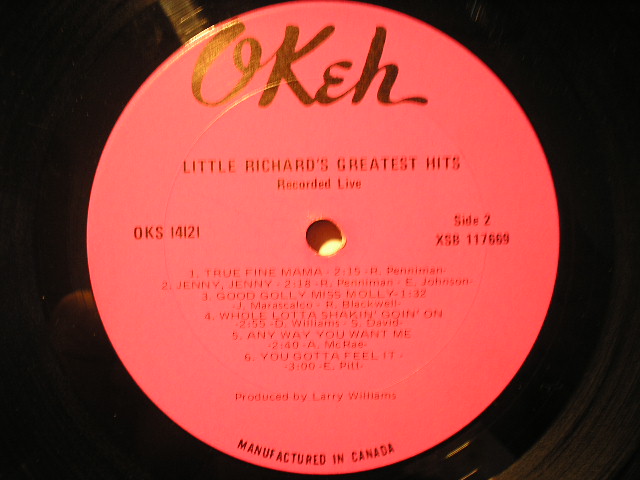 OKeh
LITTLE RICHARD'S GREATEST HITS
Recorded Live
OKS 14121
Side 2
XSB 117669
1. TRUE FINE MAMA - 2:15 -R. Penniman-
2. JENNY, JENNY - 2:18 -R. Penniman - E. Johnson-
3. GOOD GOLLY MISS MOLLY-1:32
-J. Marascalco - R. Blackwell-
4. WHOLE LOTTA SHAKIN' GOIN' ON
-2:55 -D. Williams - S. David-
5. ANY WAY YOU WANT ME
-2:40 -A. McRae-
6. YOU GOTTA FEEL IT -
-3:00 -E. Pitt-
Produced by Larry Williams
MANUFACTURED IN CANADA